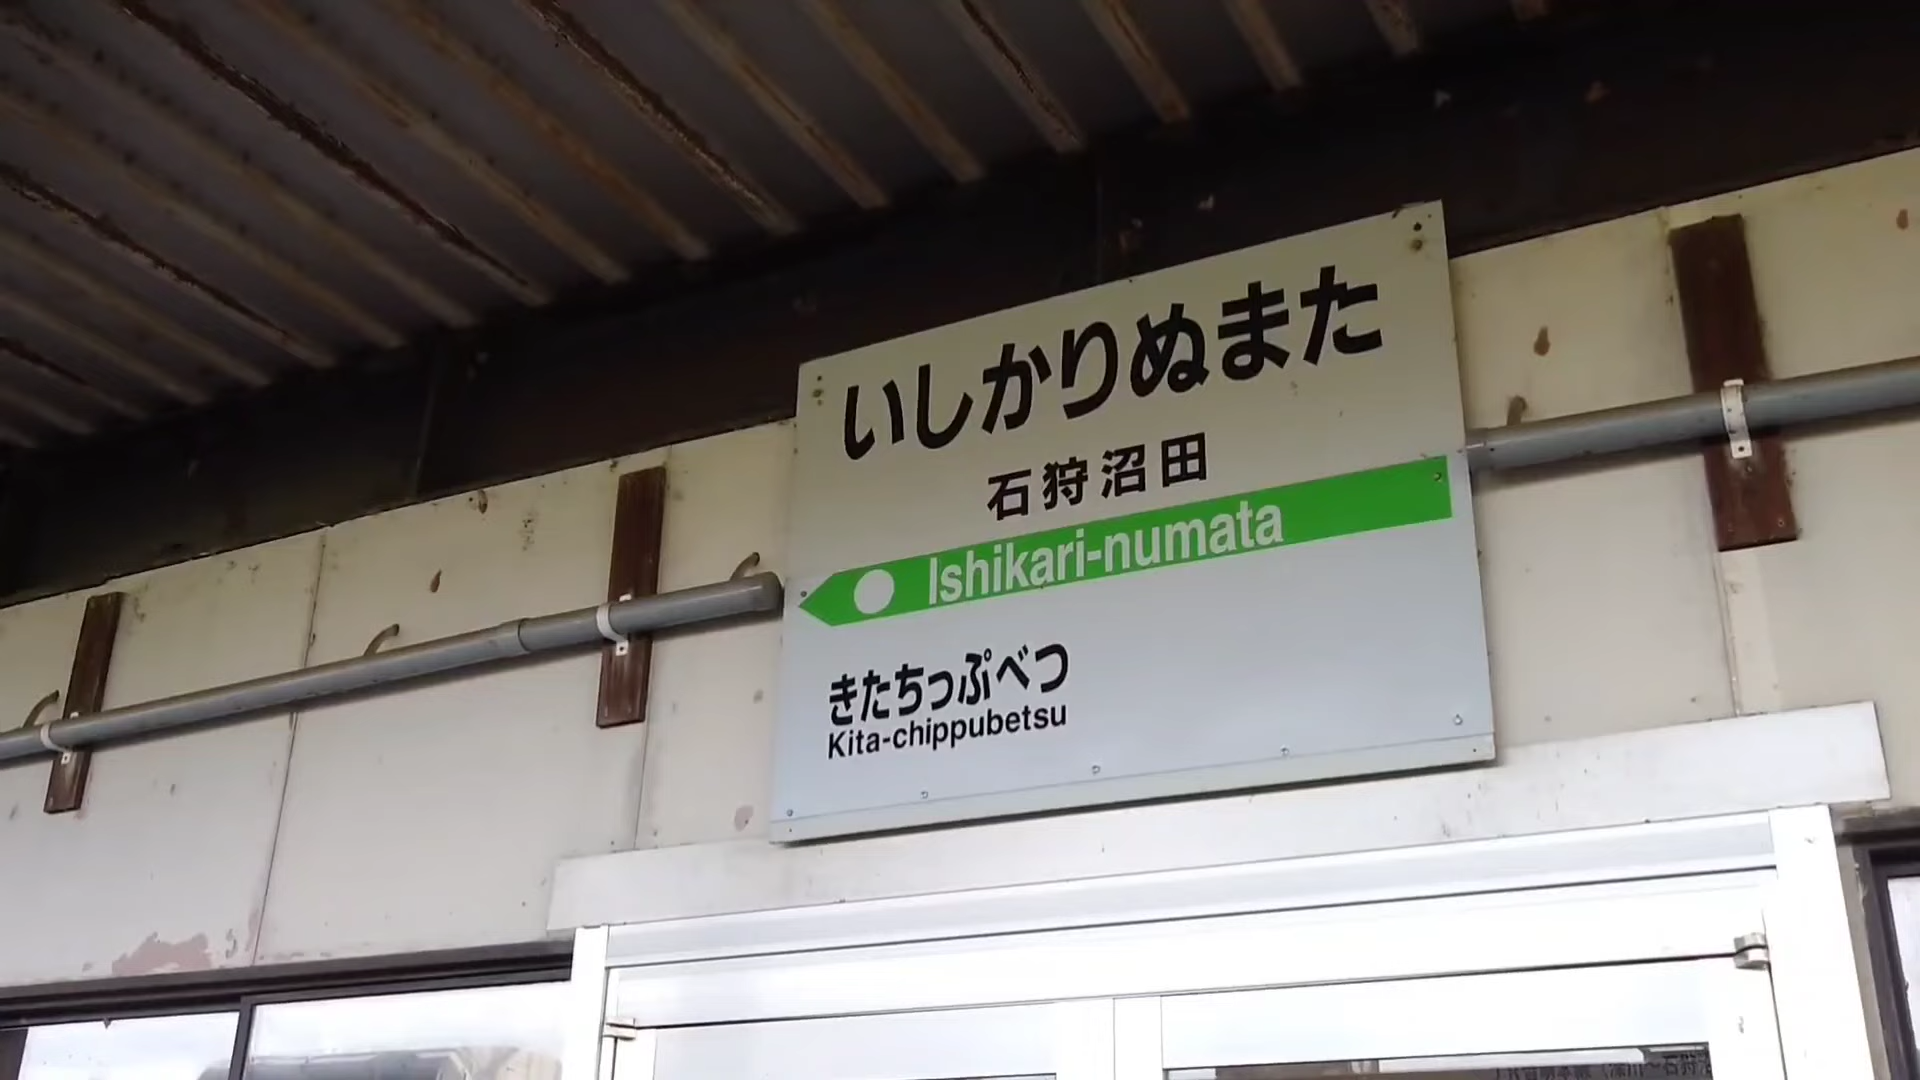 いしかりぬまた
石狩沼田
Ishikari-numata
きたちっぷべつ
Kita-chippubetsu